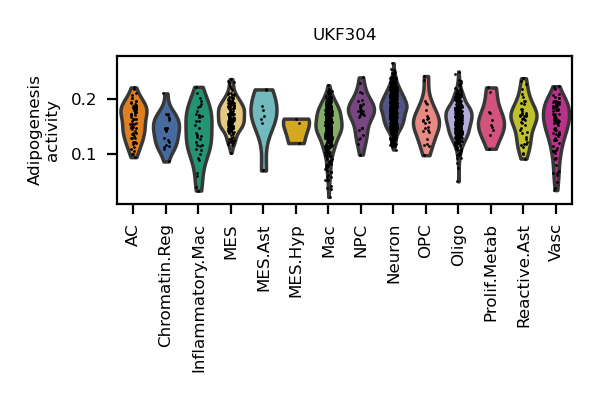 UKF304
Adipogenesis
activity
0.2
0.1
AC
Chromatin.Reg
Inflammatory.Mac
MES
MES.Ast
MES.Hyp
Mac
NPC
Neuron
OPC
Oligo
Prolif.Metab
Reactive.Ast
Vasc